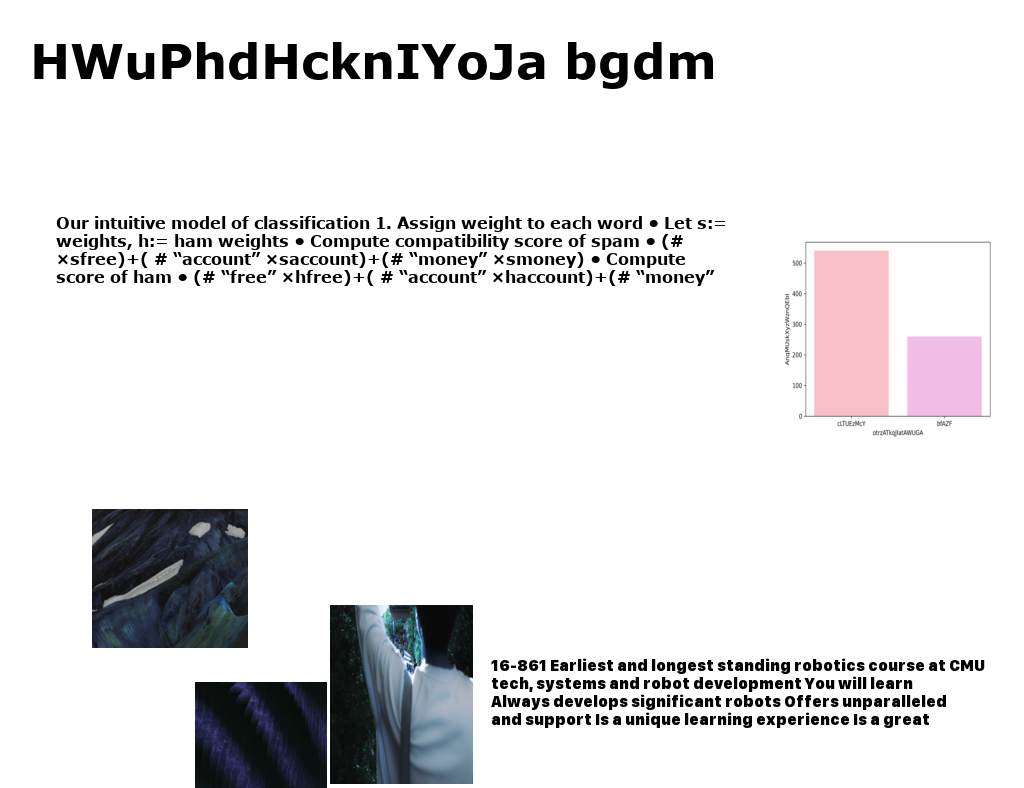 HWuPhdHcknIYoJa bgdm
Our intuitive model of classification 1. Assign weight to each word • Let s:=
weights, h:= ham weights • Compute compatibility score of spam • (#
×sfree)+( # “account” ×saccount)+(# “money” ×smoney) • Compute
score of ham • (# “free” ×hfree)+( # “account” ×haccount)+(# “money”
500
400
300
200
100
0
cLTUEzMcY
bfAZF
16-861 Earliest and longest standing robotics course at CMU
tech, systems and robot development You will learn
Always develops significant robots Offers unparalleled
and support Is a unique learning experience Is a great